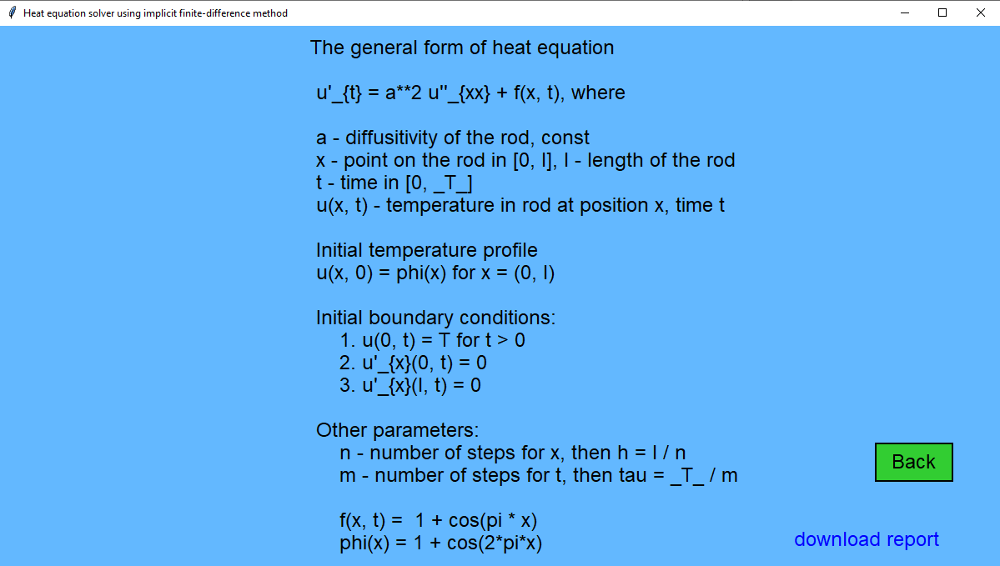 Heat equation solver using implicit finite-difference method
The general form of heat equation
u'_{t} = a**2 u''_{xx} + f(x, t), where
a - diffusitivity of the rod, const
x - point on the rod in [0, l], l - length of the rod
t - time in [0, _T_]
u(x, t) - temperature in rod at position x, time t
Initial temperature profile
u(x, 0) = phi(x) for x = (0, l)
Initial boundary conditions:
1. u(0, t) = T for t > 0
2. u'_{x}(0, t) = 0
3. u'_{x}(l, t) = 0
Other parameters:
n - number of steps for x, then h = l / n
m - number of steps for t, then tau = _T_ / m
f(x, t) =  1 + cos(pi * x)
phi(x) = 1 + cos(2*pi*x)
Back
download report